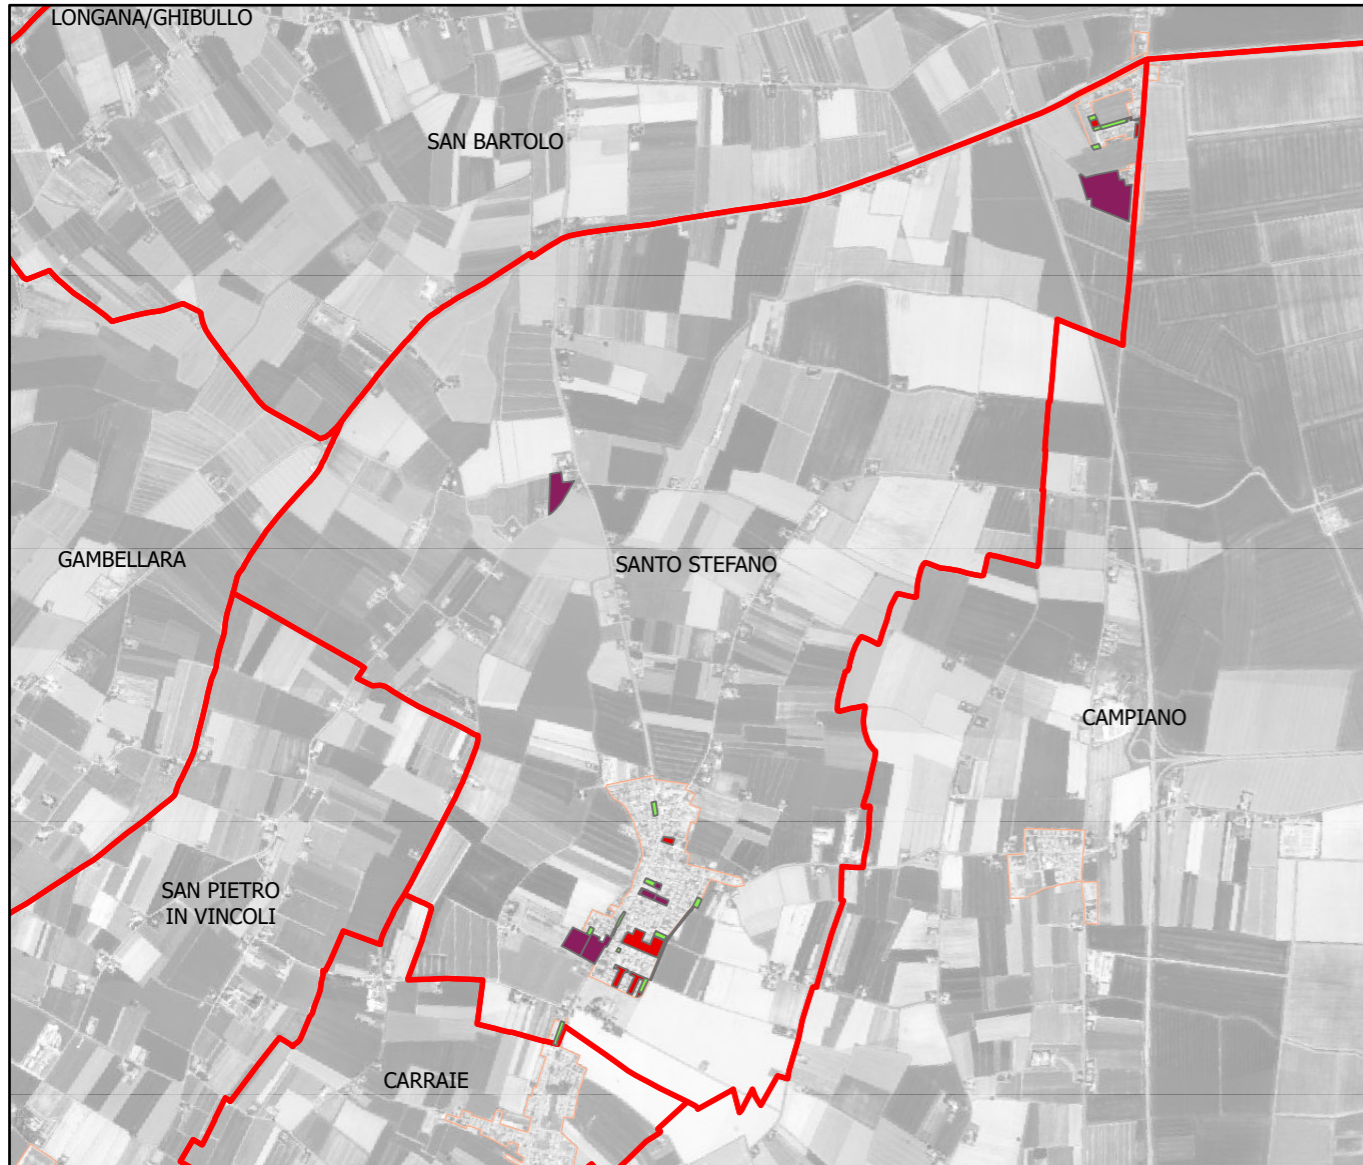 LONGANA/GHIBULLO
SAN BARTOLO
GAMBELLARA
SANTO STEFANO
CAMPIANO
SAN PIETRO
IN VINCOLI
CARRAIE